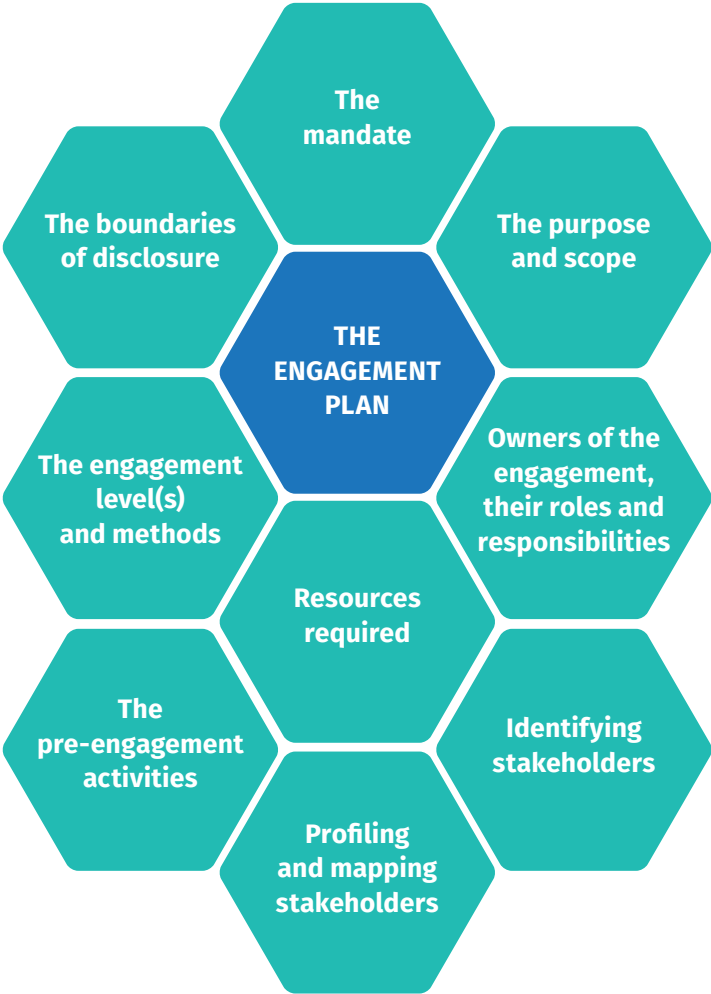 The
mandate
The boundaries
of disclosure
The purpose
and scope
THE
ENGAGEMENT
PLAN
The engagement
level(s)
and methods
Owners of the
engagement,
their roles and
responsibilities
Resources
required
The
pre-engagement
activities
Identifying
stakeholders
Profiling
and mapping
stakeholders